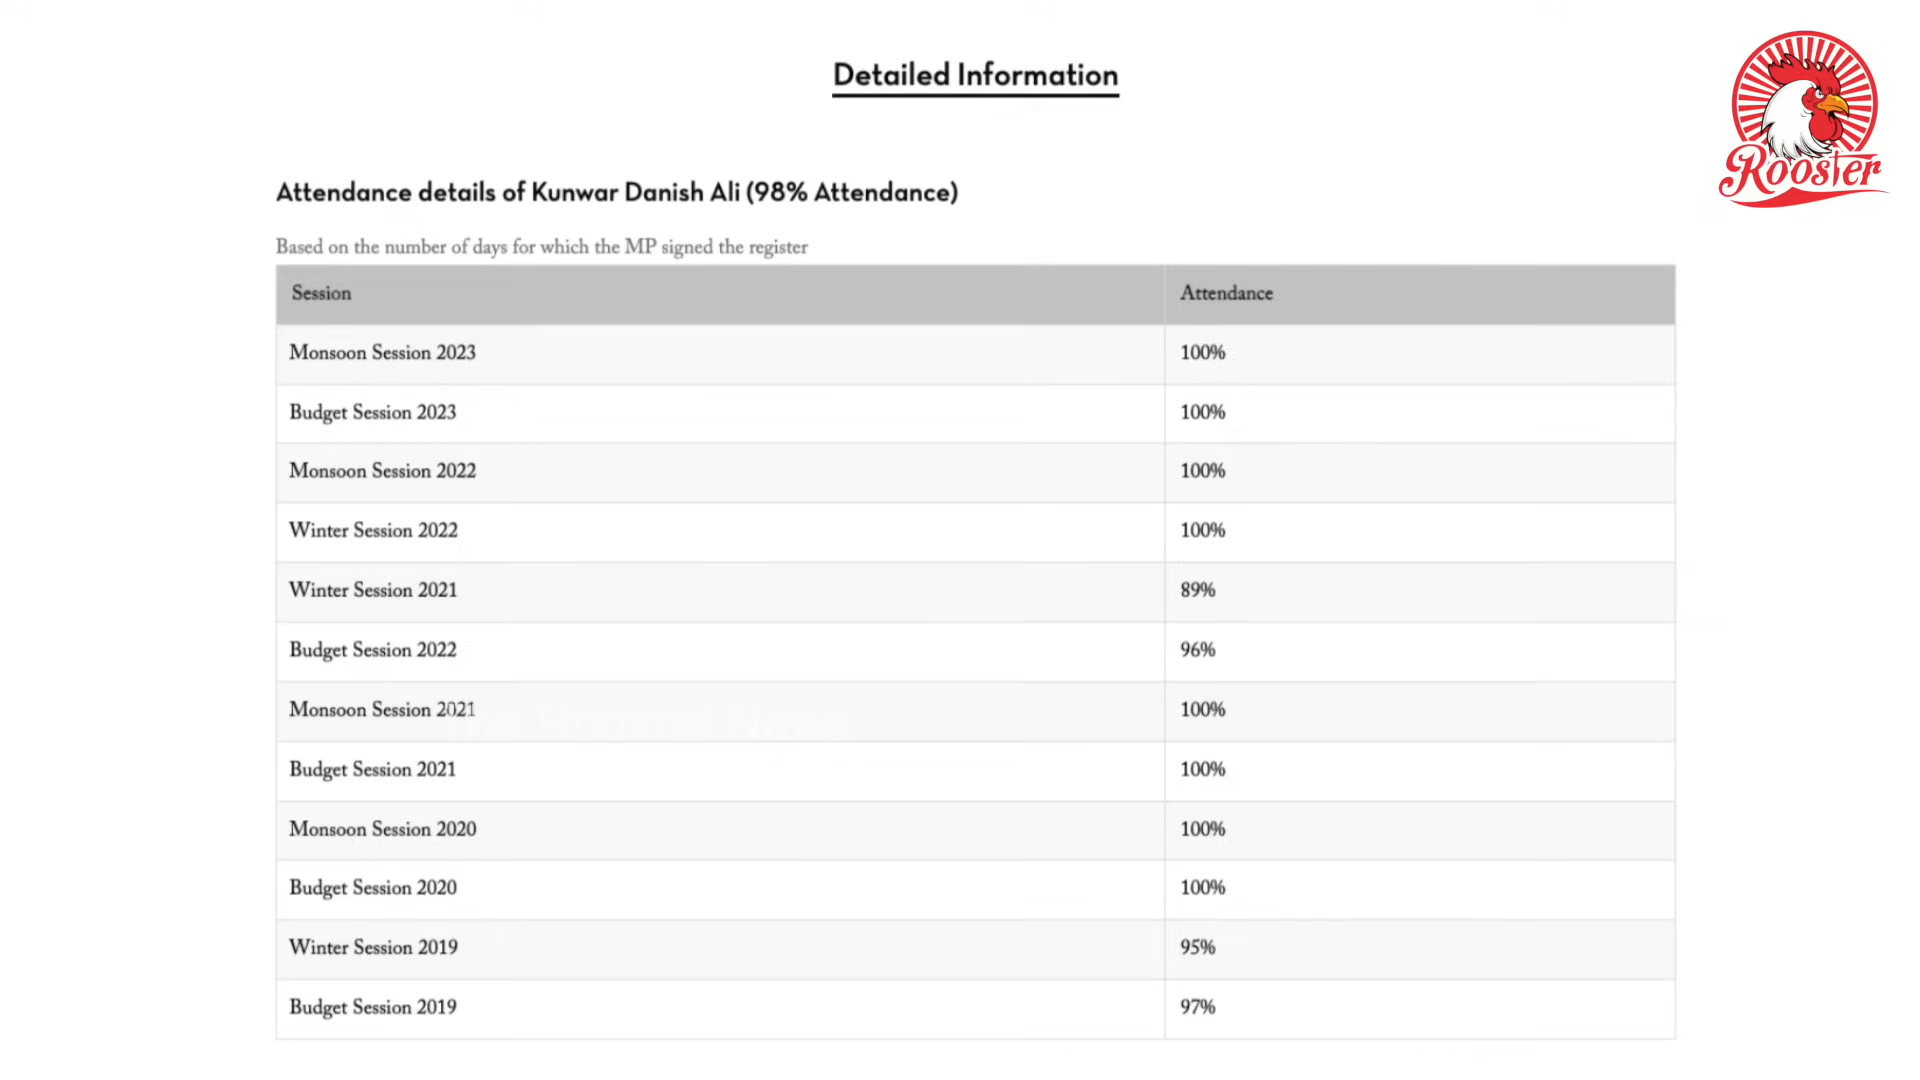 Detailed Information
Rooster
Attendance details of Kunwar Danish Ali (98% Attendance)
Based on the number of days for which the MP signed the register
Session Attendance
Monsoon Session 2023 100%
Budget Session 2023 100%
Monsoon Session 2022 100%
Winter Session 2022 100%
Winter Session 2021 89%
Budget Session 2022 96%
Monsoon Session 2021 100%
Budget Session 2021 100%
Monsoon Session 2020 100%
Budget Session 2020 100%
Winter Session 2019 95%
Budget Session 2019 97%